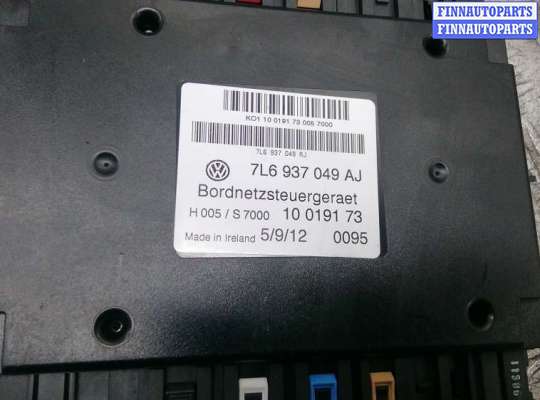 FINNAUTOPARTS
FINNAUTOPARTS
KO1 10 0191 73 005 7000
7L6 937 049 AJ
7L6 937 049 AJ
Bordnetzsteuergeraet
H 005 / S 7000 10 0191 73
Made in Ireland 5/9/12 0095